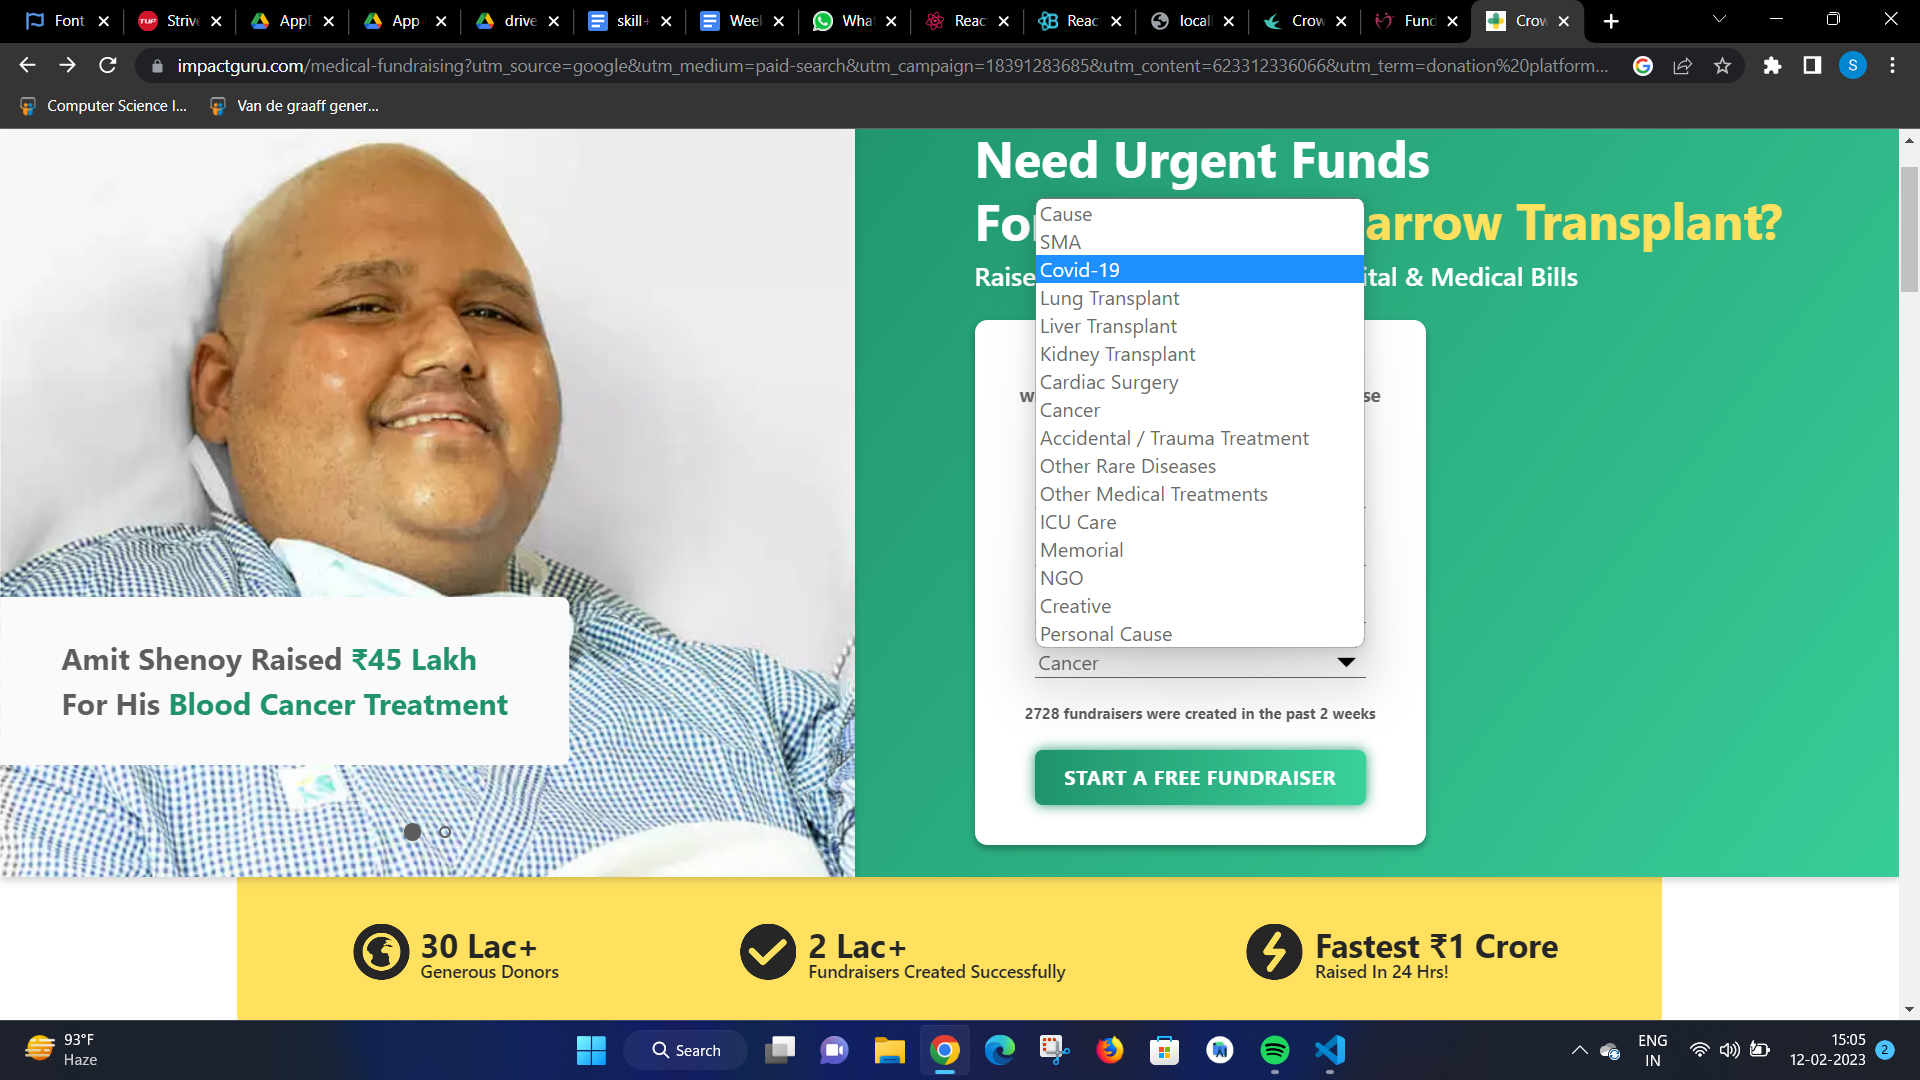 Font
Strive
AppD
App
drive
skill+
Week
What
Reac
Reac
locall
Crow
Fund
Crow
impactguru.com/medical-fundraising?utm_source=google&utm_medium=paid-search&utm_campaign=18391283685&utm_content=623312336066&utm_term=donation%20platform...
S
Computer Science I...
Van de graaff gener...
Need Urgent Funds
For
arrow Transplant?
Raise
ital & Medical Bills
Cause
SMA
Covid-19
Lung Transplant
Liver Transplant
Kidney Transplant
Cardiac Surgery
Cancer
Accidental / Trauma Treatment
Other Rare Diseases
Other Medical Treatments
ICU Care
Memorial
NGO
Creative
Personal Cause
w
se
Cancer
2728 fundraisers were created in the past 2 weeks
START A FREE FUNDRAISER
Amit Shenoy Raised ₹45 Lakh
For His Blood Cancer Treatment
30 Lac+
Generous Donors
2 Lac+
Fundraisers Created Successfully
Fastest ₹1 Crore
Raised In 24 Hrs!
93°F
Haze
Search
ENG
IN
15:05
12-02-2023
2